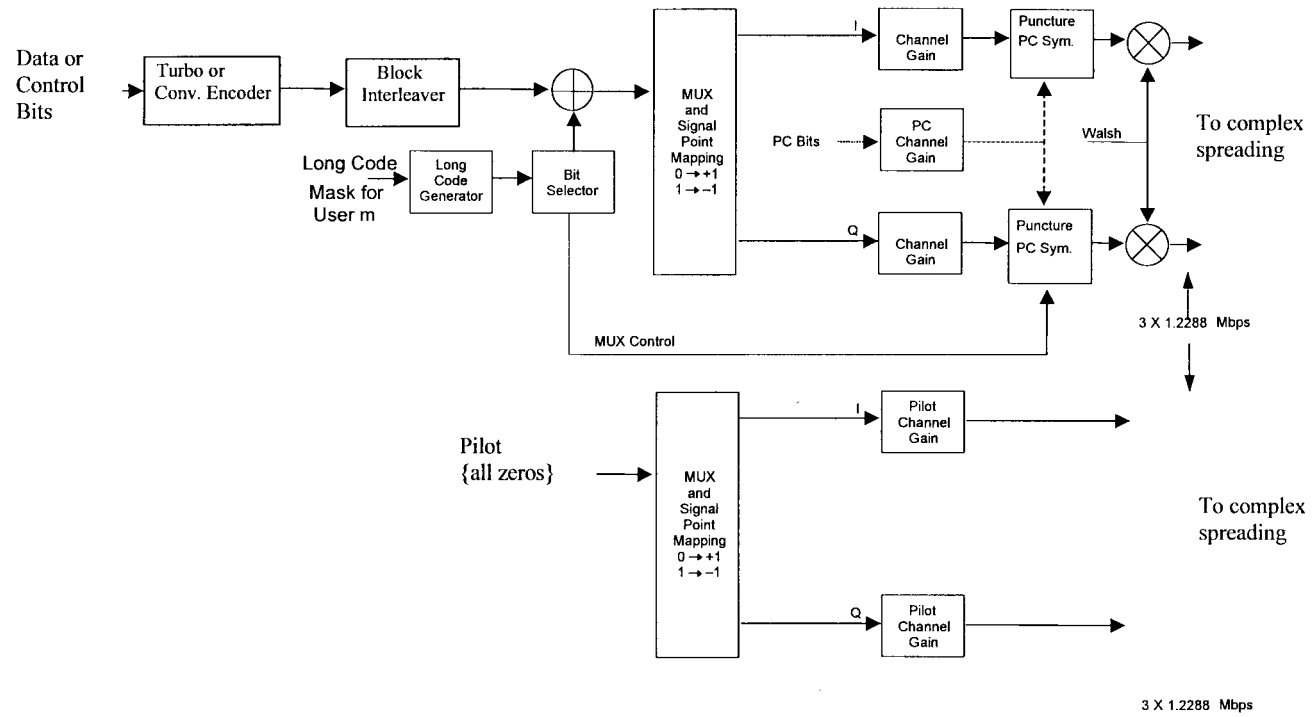 Data or
Control
Bits
Turbo or
Conv. Encoder
Block
Interleaver
Long Code
Mask for
User m
Long
Code
Generator
Bit
Selector
MUX
and
Signal
Point
Mapping
0 → +1
1 → −1
I
Channel
Gain
Puncture
PC Sym.
PC Bits
PC
Channel
Gain
Walsh
To complex
spreading
Q
Channel
Gain
Puncture
PC Sym.
MUX Control
3 X 1.2288 Mbps
Pilot
{all zeros}
MUX
and
Signal
Point
Mapping
0 → +1
1 → −1
I
Pilot
Channel
Gain
To complex
spreading
Q
Pilot
Channel
Gain
3 X 1.2288 Mbps